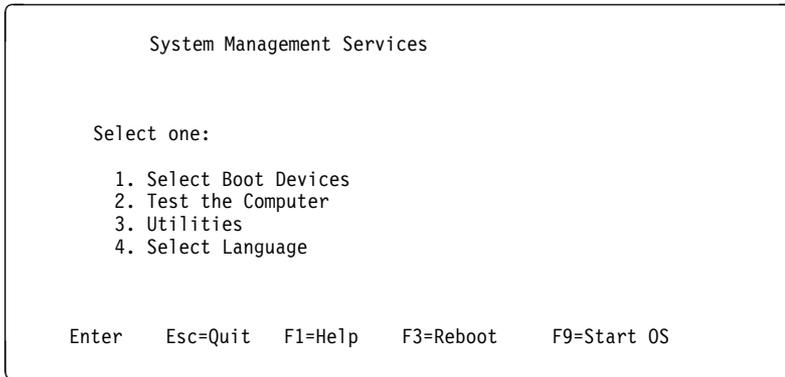 System Management Services
Select one:
1. Select Boot Devices
2. Test the Computer
3. Utilities
4. Select Language
Enter Esc=Quit F1=Help F3=Reboot F9=Start OS